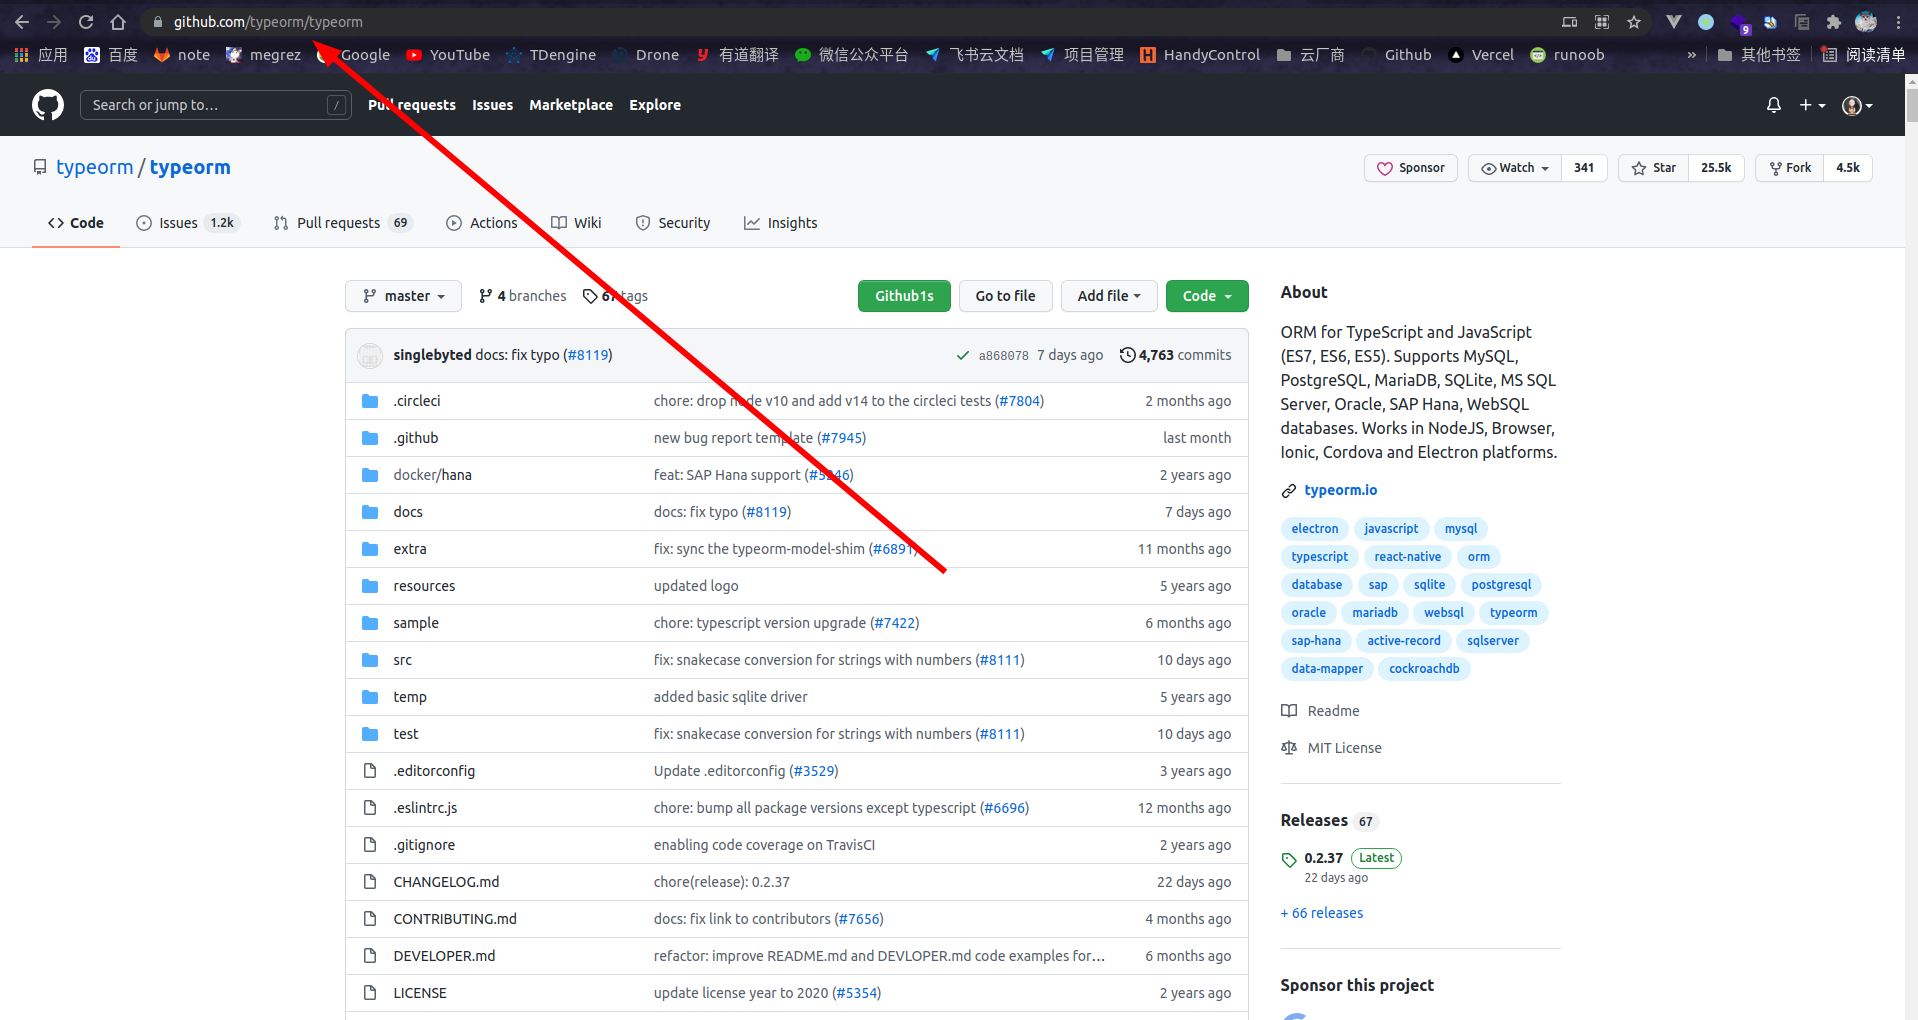 github.com/typeorm/typeorm
9
应用 百度 note megrez Google YouTube TDengine Drone 有道翻译 微信公众平台 飞书云文档 项目管理 HandyControl 云厂商 Github Vercel runoob » 其他书签 阅读清单
Search or jump to… / Pull requests Issues Marketplace Explore
typeorm / typeorm Sponsor Watch 341 Star 25.5k Fork 4.5k
Code Issues 1.2k Pull requests 69 Actions Wiki Security Insights
master 4 branches 67 tags Github1s Go to file Add file Code
singlebyted docs: fix typo (#8119) a868078 7 days ago 4,763 commits
.circleci chore: drop node v10 and add v14 to the circleci tests (#7804) 2 months ago
.github new bug report template (#7945) last month
docker/hana feat: SAP Hana support (#5246) 2 years ago
docs docs: fix typo (#8119) 7 days ago
extra fix: sync the typeorm-model-shim (#6891) 11 months ago
resources updated logo 5 years ago
sample chore: typescript version upgrade (#7422) 6 months ago
src fix: snakecase conversion for strings with numbers (#8111) 10 days ago
temp added basic sqlite driver 5 years ago
test fix: snakecase conversion for strings with numbers (#8111) 10 days ago
.editorconfig Update .editorconfig (#3529) 3 years ago
.eslintrc.js chore: bump all package versions except typescript (#6696) 12 months ago
.gitignore enabling code coverage on TravisCI 2 years ago
CHANGELOG.md chore(release): 0.2.37 22 days ago
CONTRIBUTING.md docs: fix link to contributors (#7656) 4 months ago
DEVELOPER.md refactor: improve README.md and DEVLOPER.md code examples for… 6 months ago
LICENSE update license year to 2020 (#5354) 2 years ago
About
ORM for TypeScript and JavaScript
(ES7, ES6, ES5). Supports MySQL,
PostgreSQL, MariaDB, SQLite, MS SQL
Server, Oracle, SAP Hana, WebSQL
databases. Works in NodeJS, Browser,
Ionic, Cordova and Electron platforms.
typeorm.io
electron javascript mysql
typescript react-native orm
database sap sqlite postgresql
oracle mariadb websql typeorm
sap-hana active-record sqlserver
data-mapper cockroachdb
Readme
MIT License
Releases 67
0.2.37 Latest
22 days ago
+ 66 releases
Sponsor this project